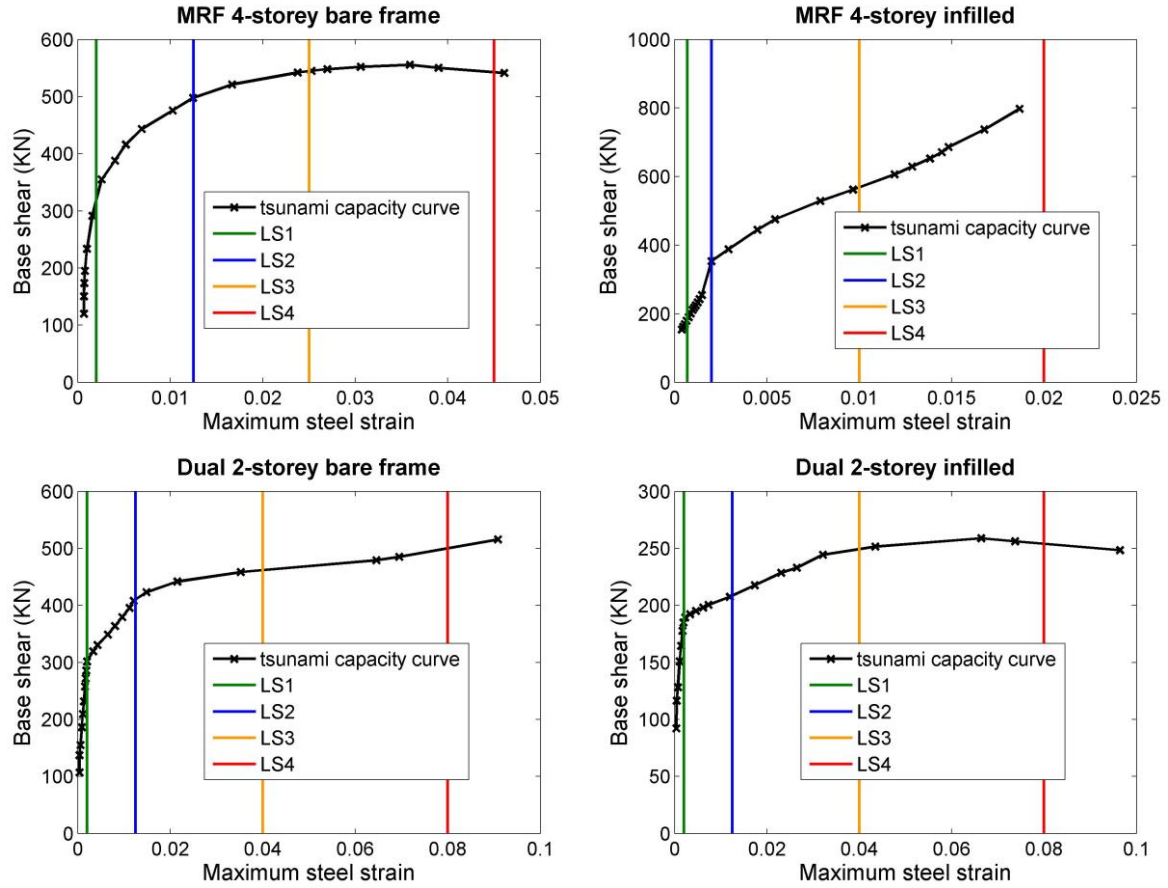 MRF 4-storey bare frame
600
500
400
300
200
100
0
Base shear (KN)
tsunami capacity curve
LS1
LS2
LS3
LS4
0 0.01 0.02 0.03 0.04 0.05
Maximum steel strain
MRF 4-storey infilled
1000
800
600
400
200
0
Base shear (KN)
tsunami capacity curve
LS1
LS2
LS3
LS4
0 0.005 0.01 0.015 0.02 0.025
Maximum steel strain
Dual 2-storey bare frame
600
500
400
300
200
100
0
Base shear (KN)
tsunami capacity curve
LS1
LS2
LS3
LS4
0 0.02 0.04 0.06 0.08 0.1
Maximum steel strain
Dual 2-storey infilled
300
250
200
150
100
50
0
Base shear (KN)
tsunami capacity curve
LS1
LS2
LS3
LS4
0 0.02 0.04 0.06 0.08 0.1
Maximum steel strain